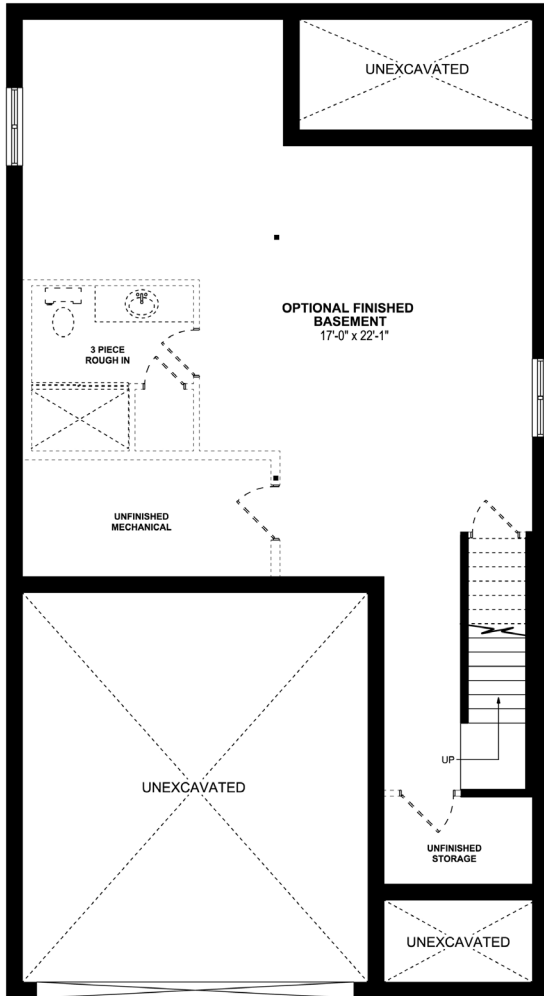 UNEXCAVATED
OPTIONAL FINISHED
BASEMENT
17'-0" x 22'-1"
3 PIECE
ROUGH IN
UNFINISHED
MECHANICAL
UP
UNEXCAVATED
UNFINISHED
STORAGE
UNEXCAVATED